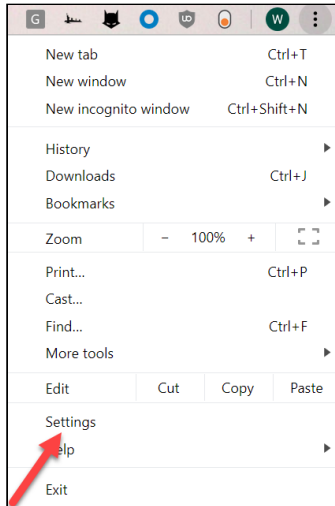 G UD W
New tab Ctrl+T
New window Ctrl+N
New incognito window Ctrl+Shift+N
History
Downloads Ctrl+J
Bookmarks
Zoom - 100% +
Print... Ctrl+P
Cast...
Find... Ctrl+F
More tools
Edit Cut Copy Paste
Settings
elp
Exit